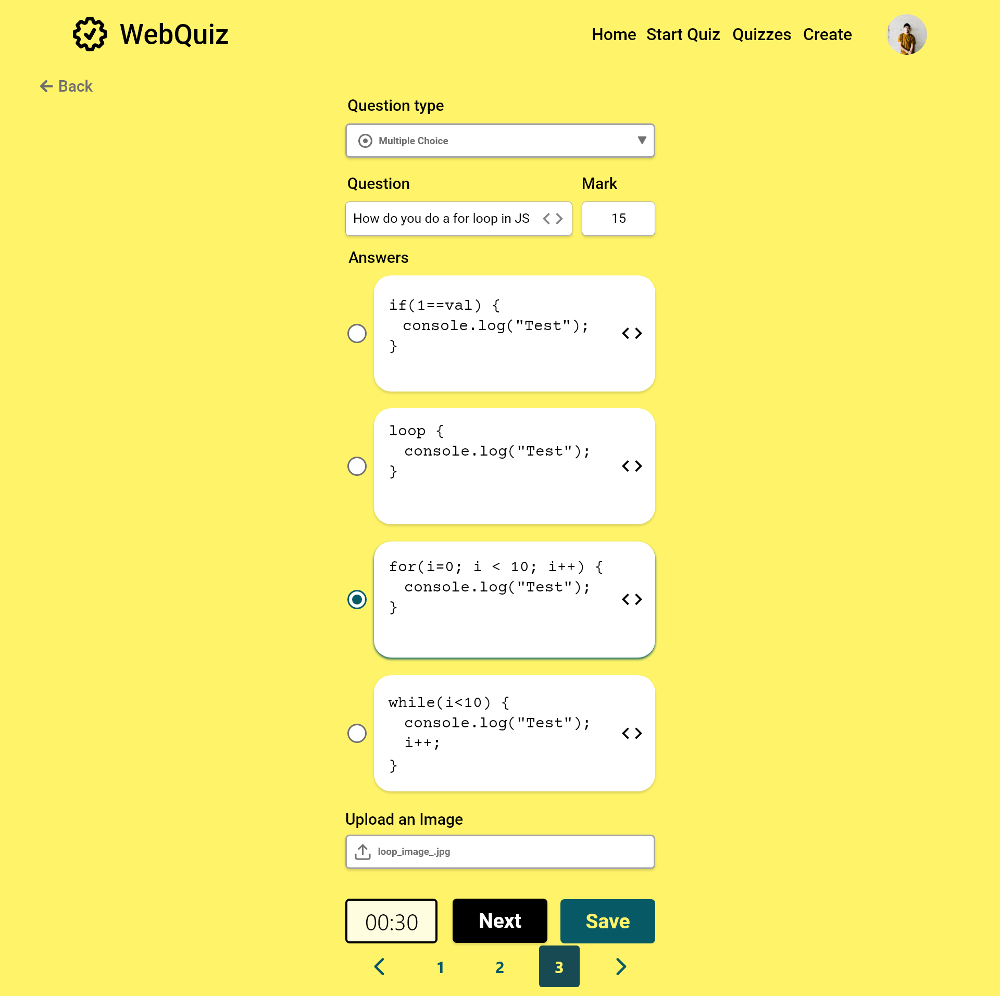 WebQuiz
Home Start Quiz Quizzes Create
Back
Question type
Multiple Choice
Question Mark
How do you do a for loop in JS < > 15
Answers
if(1==val) {
console.log("Test");
}
< >
loop {
console.log("Test");
}
< >
for(i=0; i < 10; i++) {
console.log("Test");
}
< >
while(i<10) {
console.log("Test");
i++;
}
< >
Upload an Image
loop_image_.jpg
00:30 Next Save
< 1 2 3 >